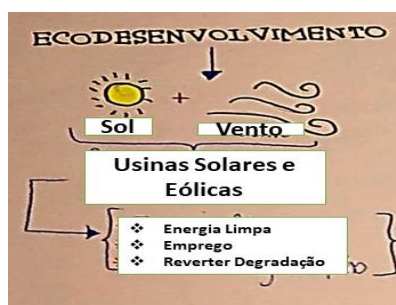 ECODESENVOLVIMENTO
+
Sol
Vento
Usinas Solares e
Eólicas
❖ Energia Limpa
❖ Emprego
❖ Reverter Degradação